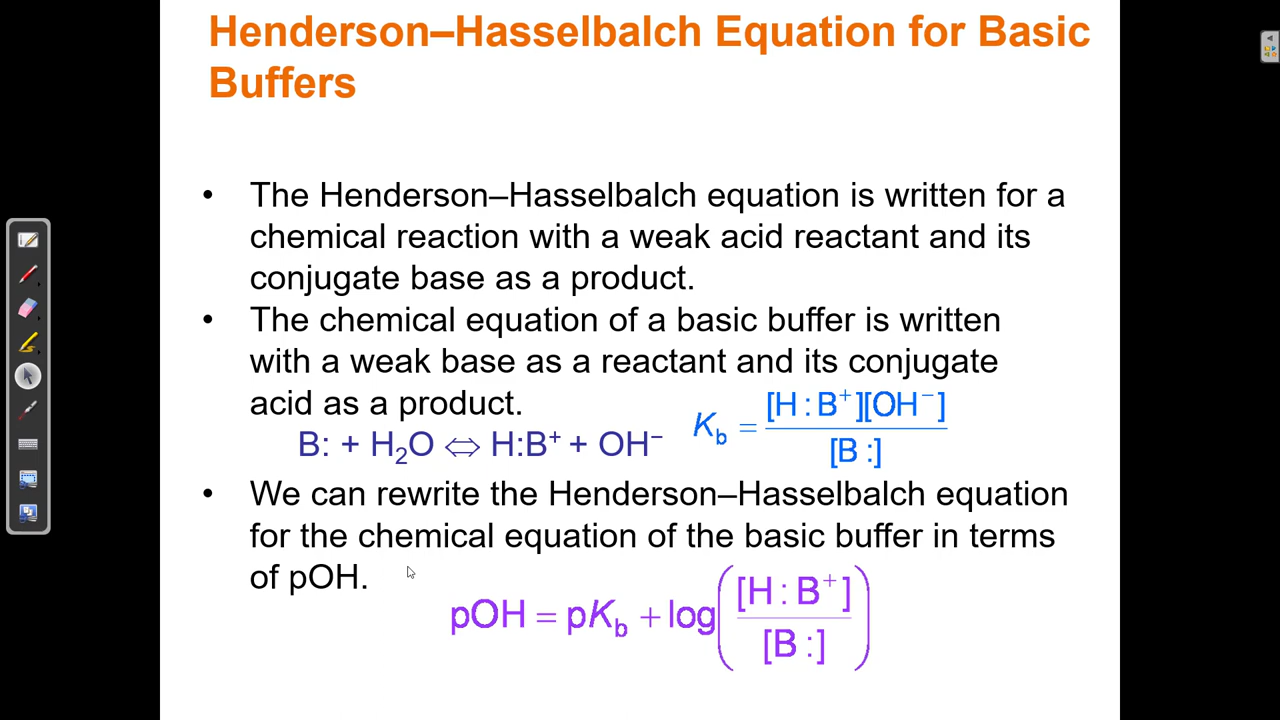 Henderson–Hasselbalch Equation for Basic
Buffers
• The Henderson–Hasselbalch equation is written for a
chemical reaction with a weak acid reactant and its
conjugate base as a product.
• The chemical equation of a basic buffer is written
with a weak base as a reactant and its conjugate
acid as a product.
B: + H₂O ⇔ H:B⁺ + OH⁻
K_b = [H : B⁺][OH⁻] / [B :]
• We can rewrite the Henderson–Hasselbalch equation
for the chemical equation of the basic buffer in terms
of pOH.
pOH = pK_b + log([H : B⁺] / [B :])